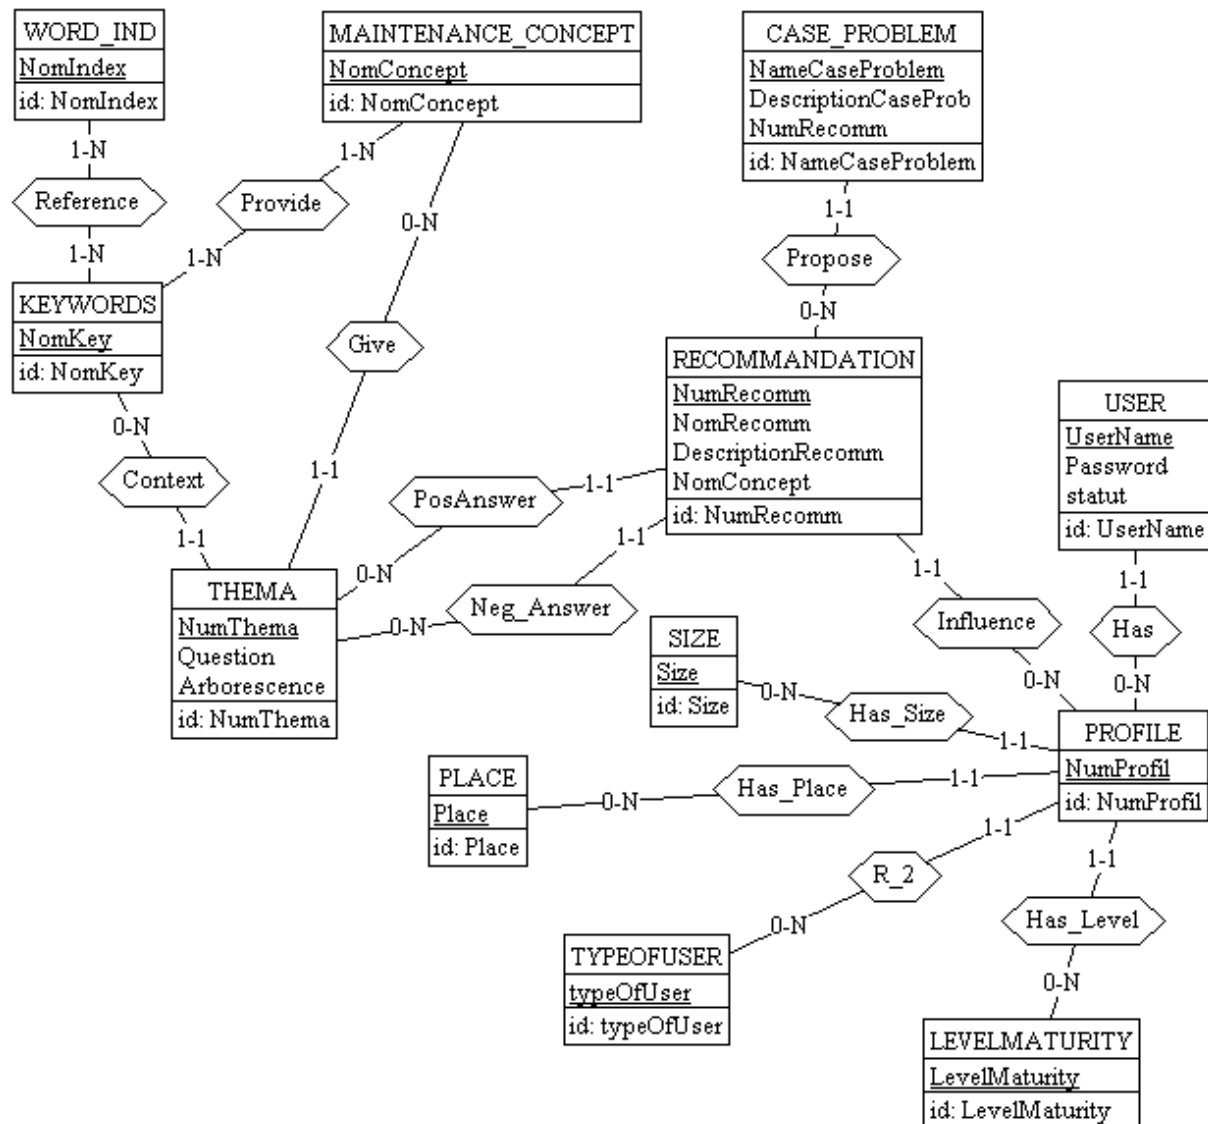 WORD_IND
NomIndex
id: NomIndex
MAINTENANCE_CONCEPT
NomConcept
id: NomConcept
CASE_PROBLEM
NameCaseProblem
DescriptionCaseProb
NumRecomm
id: NameCaseProblem
1-N
Reference
1-N
1-N
Provide
1-N
0-N
Give
1-1
1-1
Propose
0-N
KEYWORDS
NomKey
id: NomKey
0-N
Context
1-1
RECOMMANDATION
NumRecomm
NomRecomm
DescriptionRecomm
NomConcept
id: NumRecomm
USER
UserName
Password
statut
id: UserName
1-1
PosAnswer
0-N
1-1
Neg_Answer
0-N
1-1
Influence
0-N
1-1
Has
0-N
THEMA
NumThema
Question
Arborescence
id: NumThema
SIZE
Size
id: Size
0-N
Has_Size
1-1
PLACE
Place
id: Place
0-N
Has_Place
1-1
PROFILE
NumProfil
id: NumProfil
1-1
R_2
0-N
1-1
Has_Level
0-N
TYPEOFUSER
typeOfUser
id: typeOfUser
LEVELMATURITY
LevelMaturity
id: LevelMaturity